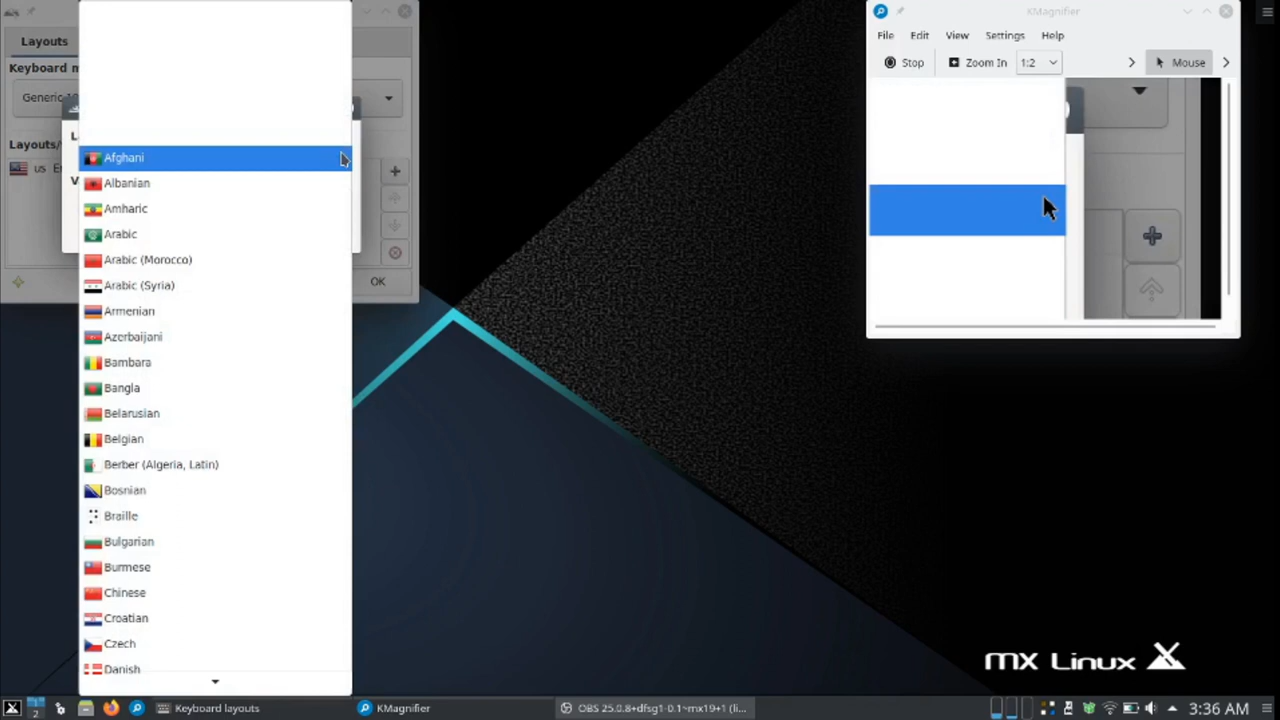 Layouts
Keyboard m
Generic 10
Layouts/
us
L
V
OK
Afghani
Albanian
Amharic
Arabic
Arabic (Morocco)
Arabic (Syria)
Armenian
Azerbaijani
Bambara
Bangla
Belarusian
Belgian
Berber (Algeria, Latin)
Bosnian
Braille
Bulgarian
Burmese
Chinese
Croatian
Czech
Danish
KMagnifier
File Edit View Settings Help
Stop Zoom In 1:2 Mouse
MX Linux
2 Keyboard layouts KMagnifier OBS 25.0.8+dfsg1-0.1~mx19+1 (li... 3:36 AM